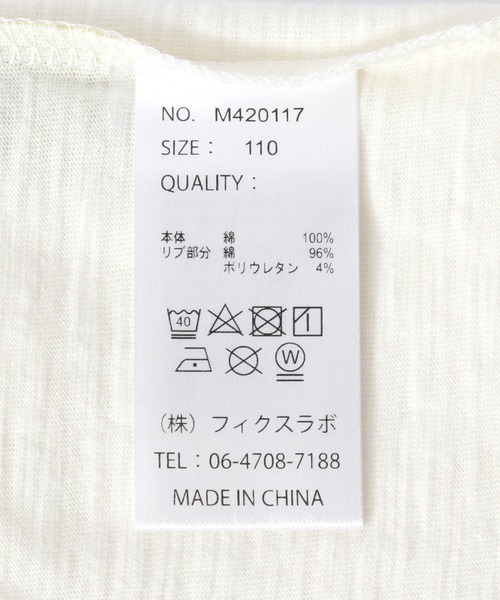 NO. M420117
SIZE： 110
QUALITY：
本体 綿 100%
リブ部分 綿 96%
ポリウレタン 4%
40
W
（株）フィクスラボ
TEL：06-4708-7188
MADE IN CHINA